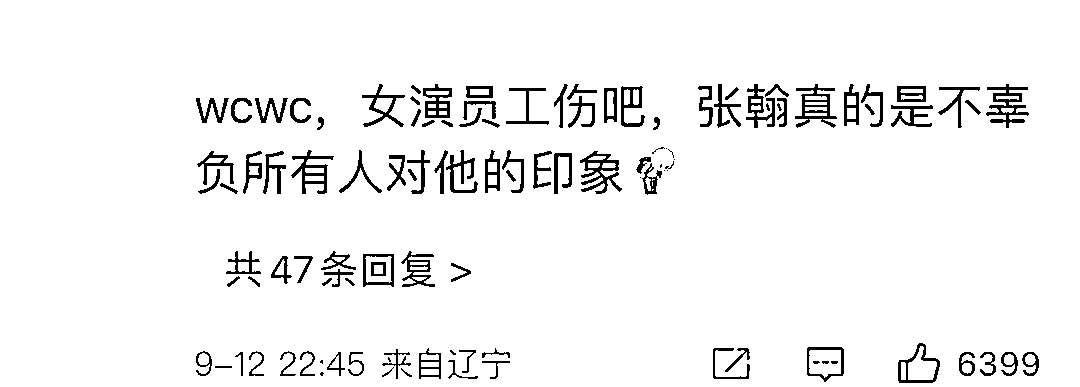 wcwc，女演员工伤吧，张翰真的是不辜
负所有人对他的印象
共47条回复 >
9-12 22:45 来自辽宁 6399